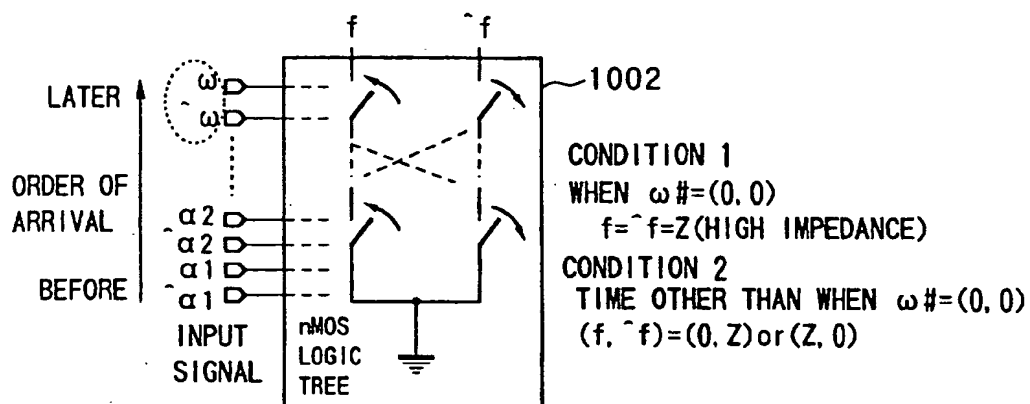 f ^f
1002
LATER
ω
^ω
ORDER OF
ARRIVAL
α2
^α2
α1
^α1
BEFORE
INPUT
SIGNAL
nMOS
LOGIC
TREE
CONDITION 1
WHEN ω#=(0,0)
f=^f=Z(HIGH IMPEDANCE)
CONDITION 2
TIME OTHER THAN WHEN ω#=(0,0)
(f,^f)=(0,Z)or(Z,0)